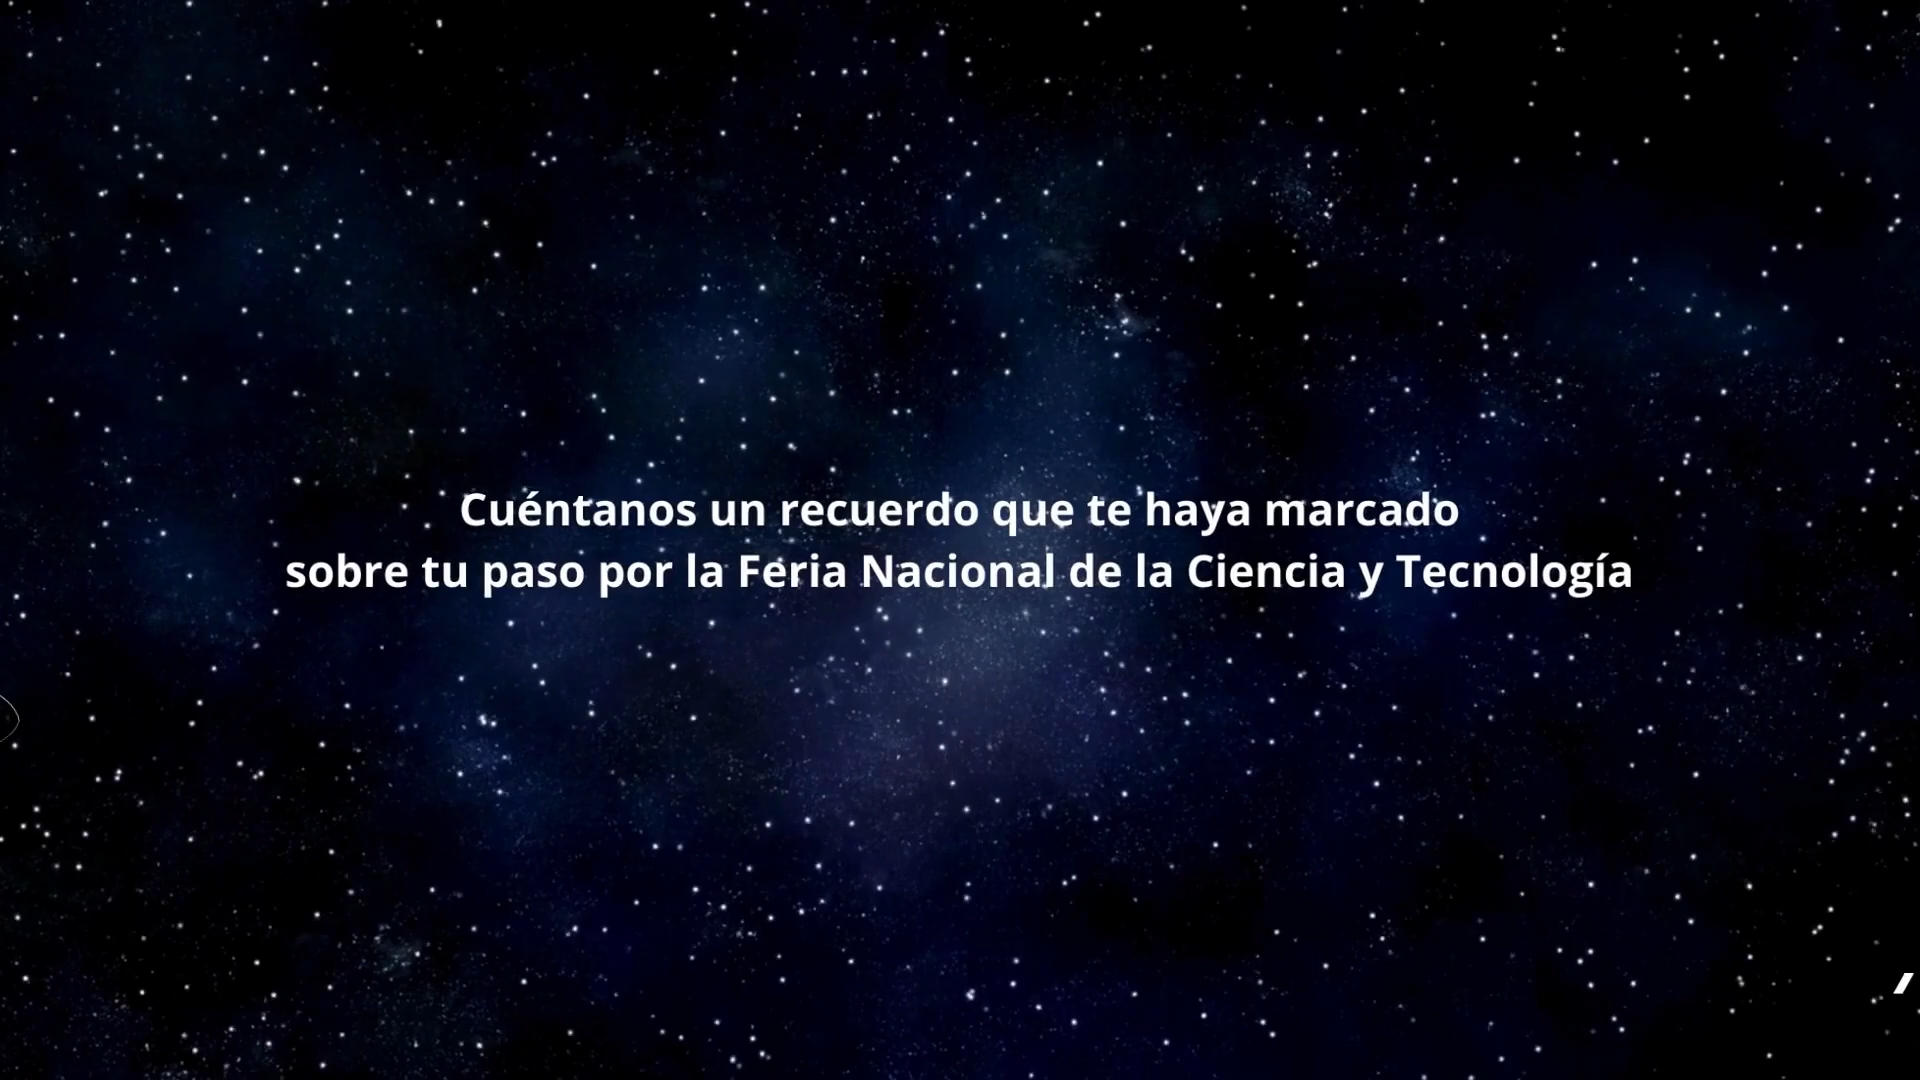 Cuéntanos un recuerdo que te haya marcado
sobre tu paso por la Feria Nacional de la Ciencia y Tecnología